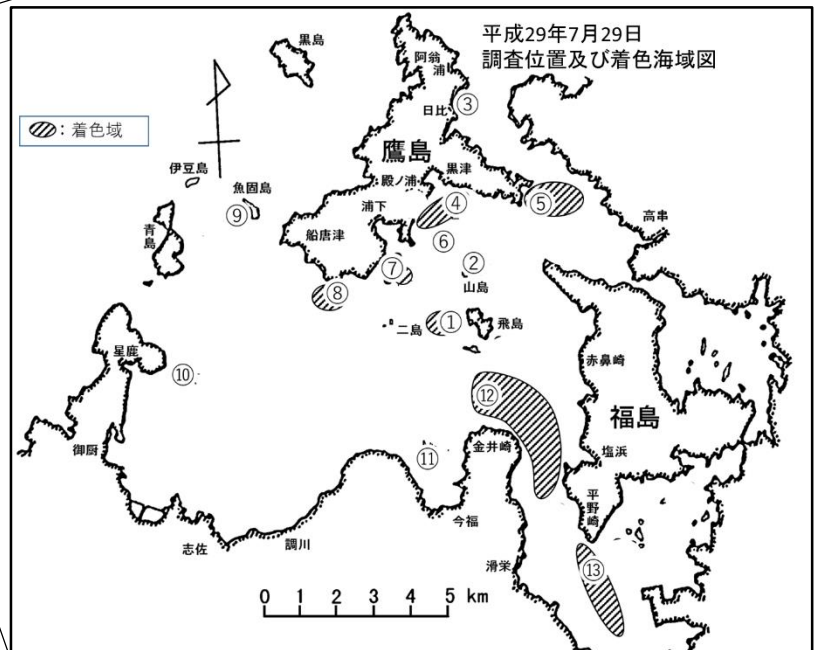 平成29年7月29日
調査位置及び着色海域図
：着色域
黒島
阿翁浦
日比
③
鷹島
黒津
殿ノ浦
伊豆島
魚固島
⑨
浦下
④
⑤
高串
青島
船唐津
⑥
⑦
②
山島
⑧
①
二島
飛島
星鹿
⑩
赤鼻崎
⑫
福島
御厨
⑪
金井崎
塩浜
平野崎
今福
志佐
調川
滑栄
⑬
0 1 2 3 4 5 km